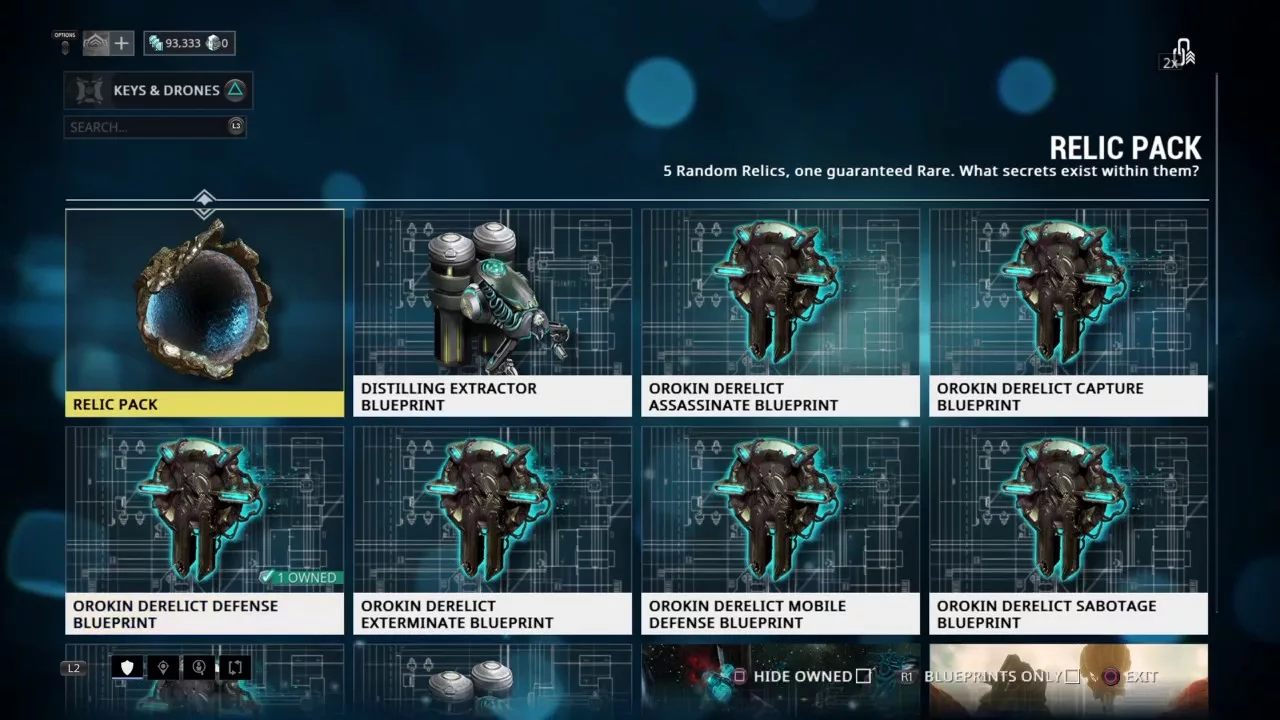 OPTIONS
93,333 0
2x
KEYS & DRONES
SEARCH...
L3
RELIC PACK
5 Random Relics, one guaranteed Rare. What secrets exist within them?
RELIC PACK
DISTILLING EXTRACTOR
BLUEPRINT
OROKIN DERELICT
ASSASSINATE BLUEPRINT
OROKIN DERELICT CAPTURE
BLUEPRINT
1 OWNED
OROKIN DERELICT DEFENSE
BLUEPRINT
OROKIN DERELICT
EXTERMINATE BLUEPRINT
OROKIN DERELICT MOBILE
DEFENSE BLUEPRINT
OROKIN DERELICT SABOTAGE
BLUEPRINT
L2
HIDE OWNED
R1
BLUEPRINTS ONLY
EXIT